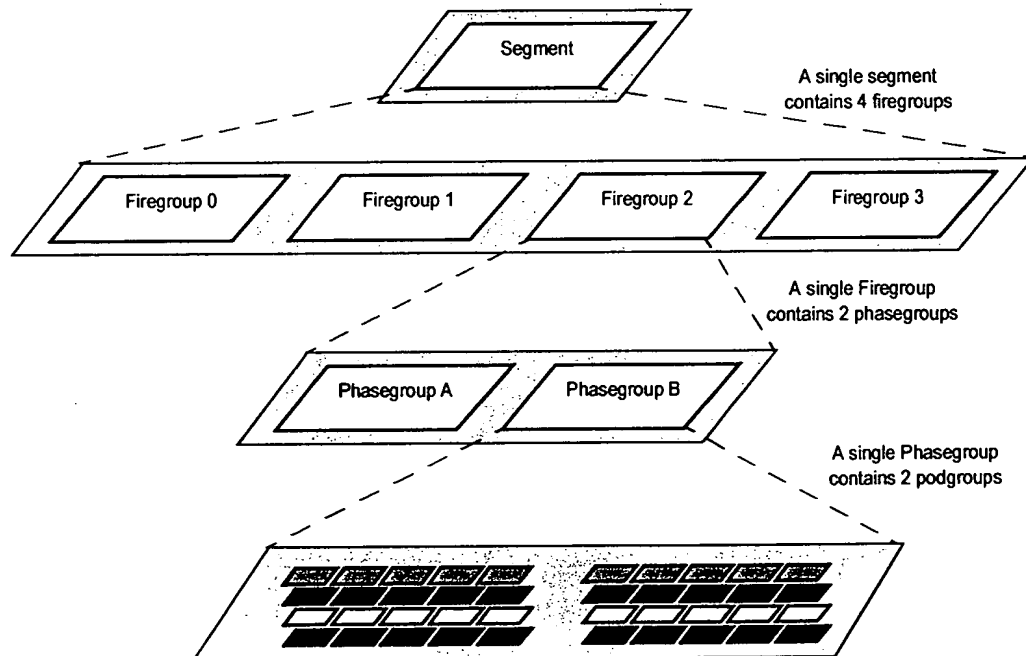 Segment
A single segment
contains 4 firegroups
Firegroup 0
Firegroup 1
Firegroup 2
Firegroup 3
A single Firegroup
contains 2 phasegroups
Phasegroup A
Phasegroup B
A single Phasegroup
contains 2 podgroups